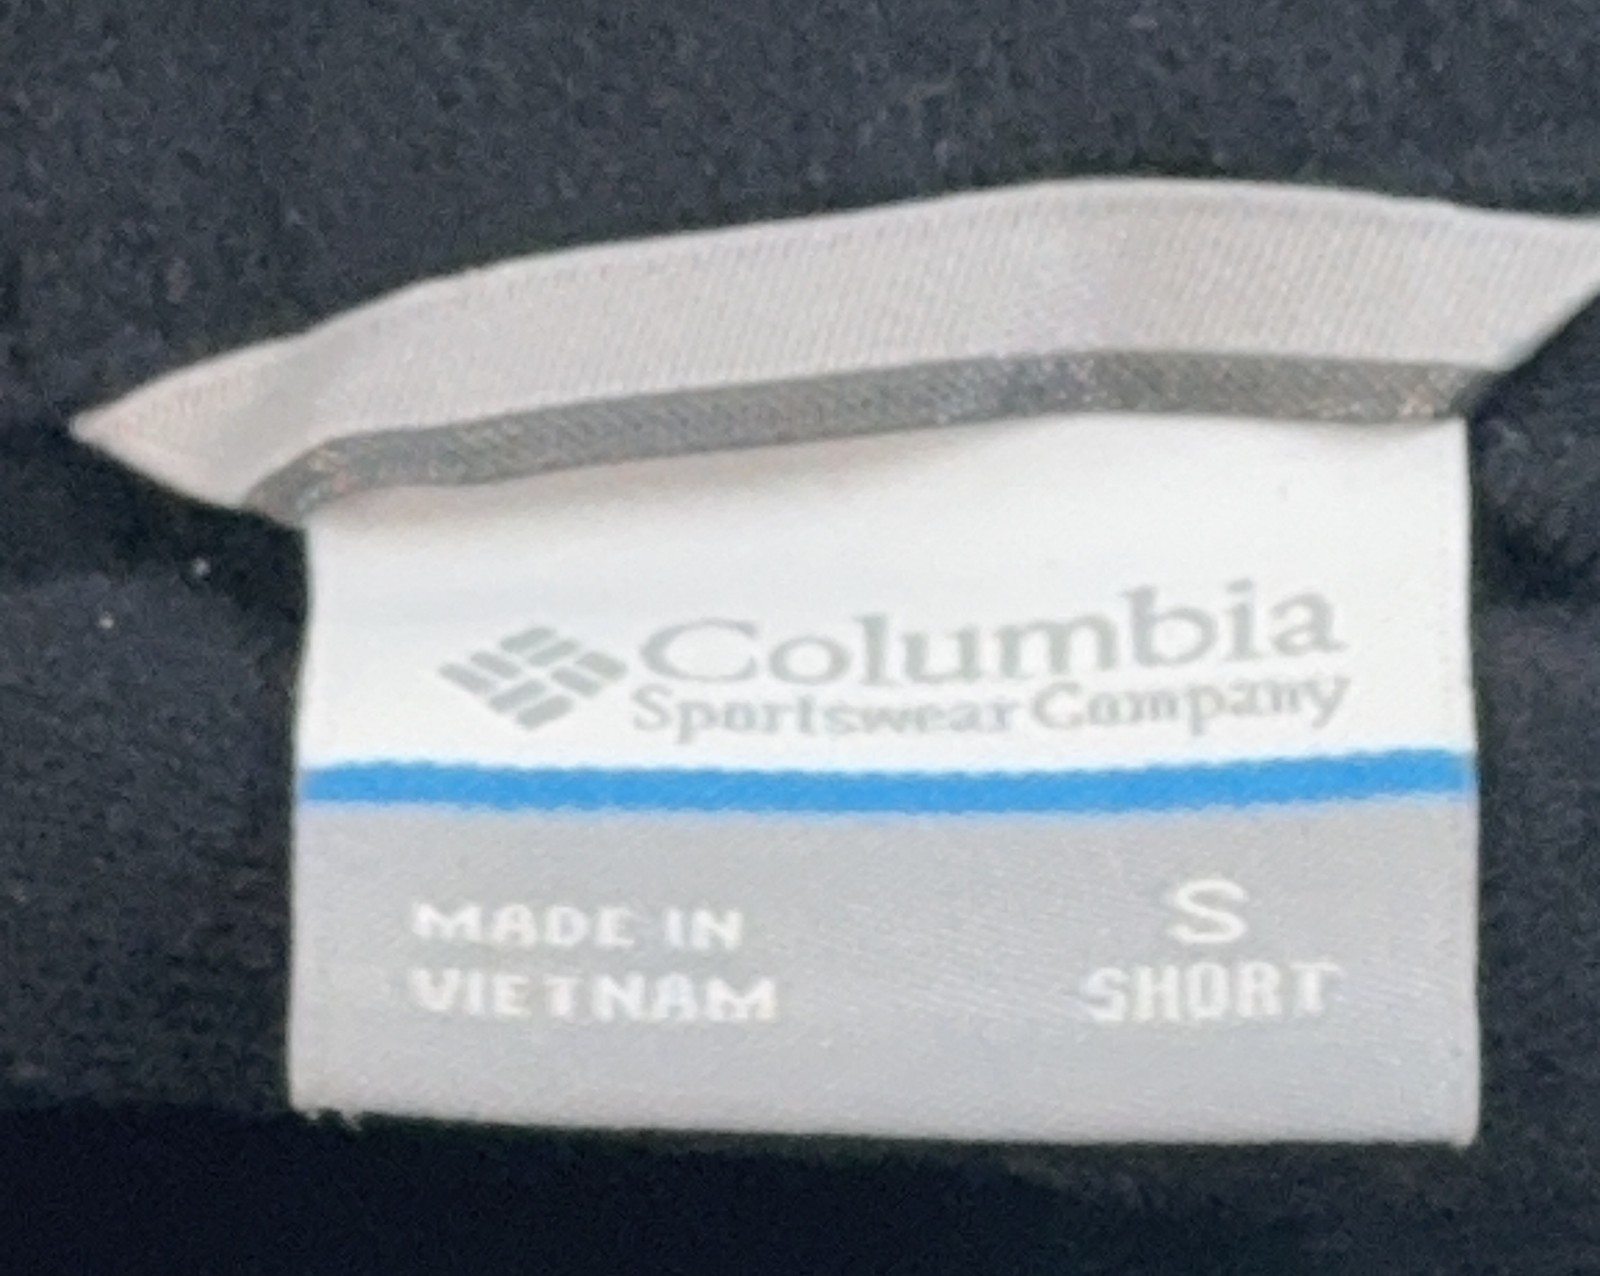 Columbia
Sportswear Company
MADE IN
VIETNAM
S
SHORT